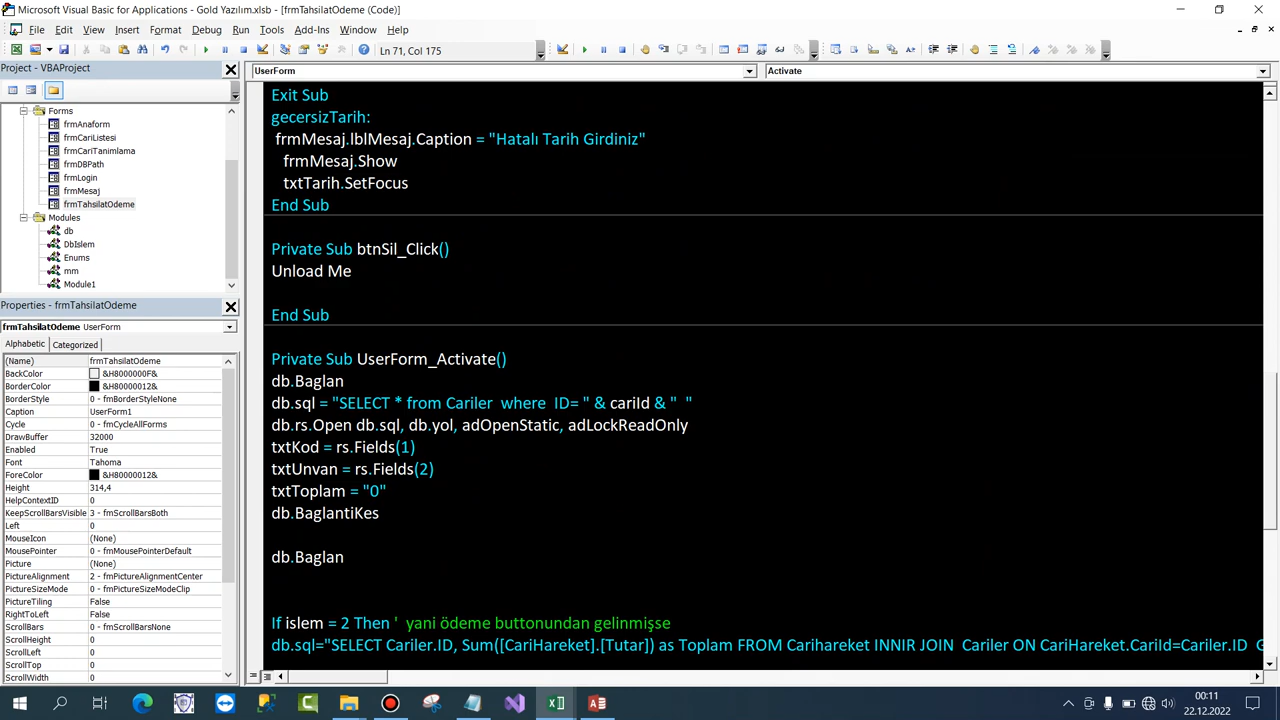 Microsoft Visual Basic for Applications - Gold Yazılım.xlsb - [frmTahsilatOdeme (Code)]
File Edit View Insert Format Debug Run Tools Add-Ins Window Help
Ln 71, Col 175
Project - VBAProject
UserForm
Activate
Forms
frmAnaform
frmCariListesi
frmCariTanimlama
frmDBPath
frmLogin
frmMesaj
frmTahsilatOdeme
Modules
db
DbIslem
Enums
mm
Module1
Properties - frmTahsilatOdeme
frmTahsilatOdeme UserForm
Alphabetic Categorized
(Name) frmTahsilatOdeme
BackColor &H8000000F&
BorderColor &H80000012&
BorderStyle 0 - fmBorderStyleNone
Caption UserForm1
Cycle 0 - fmCycleAllForms
DrawBuffer 32000
Enabled True
Font Tahoma
ForeColor &H80000012&
Height 314,4
HelpContextID 0
KeepScrollBarsVisible 3 - fmScrollBarsBoth
Left 0
MouseIcon (None)
MousePointer 0 - fmMousePointerDefault
Picture (None)
PictureAlignment 2 - fmPictureAlignmentCenter
PictureSizeMode 0 - fmPictureSizeModeClip
PictureTiling False
RightToLeft False
ScrollBars 0 - fmScrollBarsNone
ScrollHeight 0
ScrollLeft 0
ScrollTop 0
ScrollWidth 0
Exit Sub
gecersizTarih:
frmMesaj.lblMesaj.Caption = "Hatalı Tarih Girdiniz"
frmMesaj.Show
txtTarih.SetFocus
End Sub
Private Sub btnSil_Click()
Unload Me
End Sub
Private Sub UserForm_Activate()
db.Baglan
db.sql = "SELECT * from Cariler  where  ID= " & cariId & "  "
db.rs.Open db.sql, db.yol, adOpenStatic, adLockReadOnly
txtKod = rs.Fields(1)
txtUnvan = rs.Fields(2)
txtToplam = "0"
db.BaglantiKes
db.Baglan
If islem = 2 Then '  yani ödeme buttonundan gelinmişse
db.sql="SELECT Cariler.ID, Sum([CariHareket].[Tutar]) as Toplam FROM Carihareket INNIR JOIN  Cariler ON CariHareket.CariId=Cariler.ID  G
00:11
22.12.2022